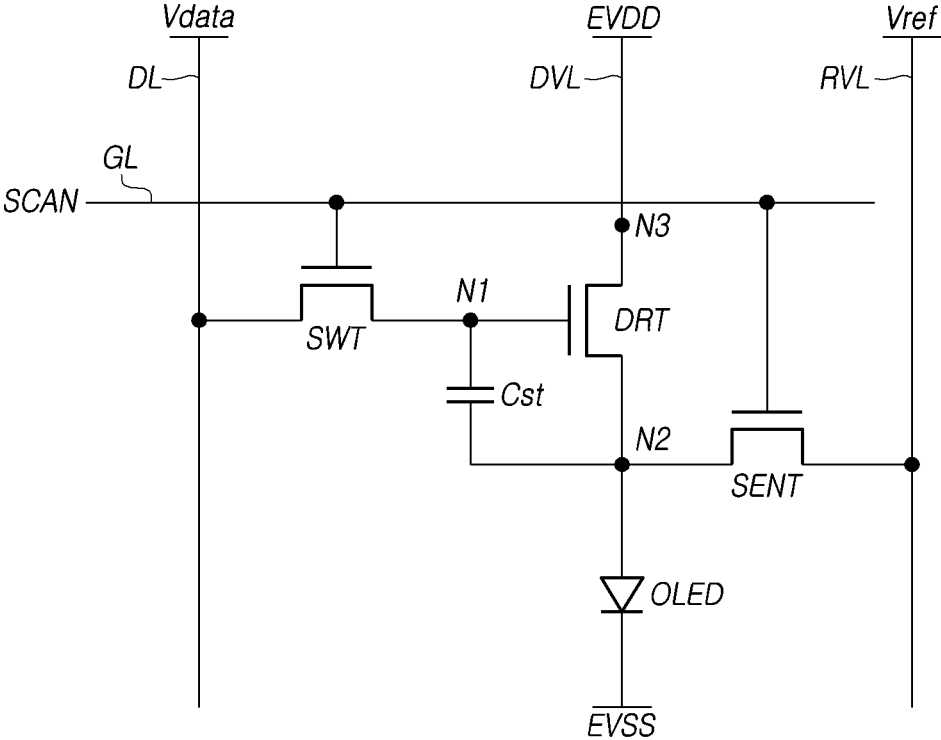 Vdata
EVDD
Vref
DL
DVL
RVL
GL
SCAN
N3
N1
DRT
SWT
Cst
N2
SENT
OLED
EVSS